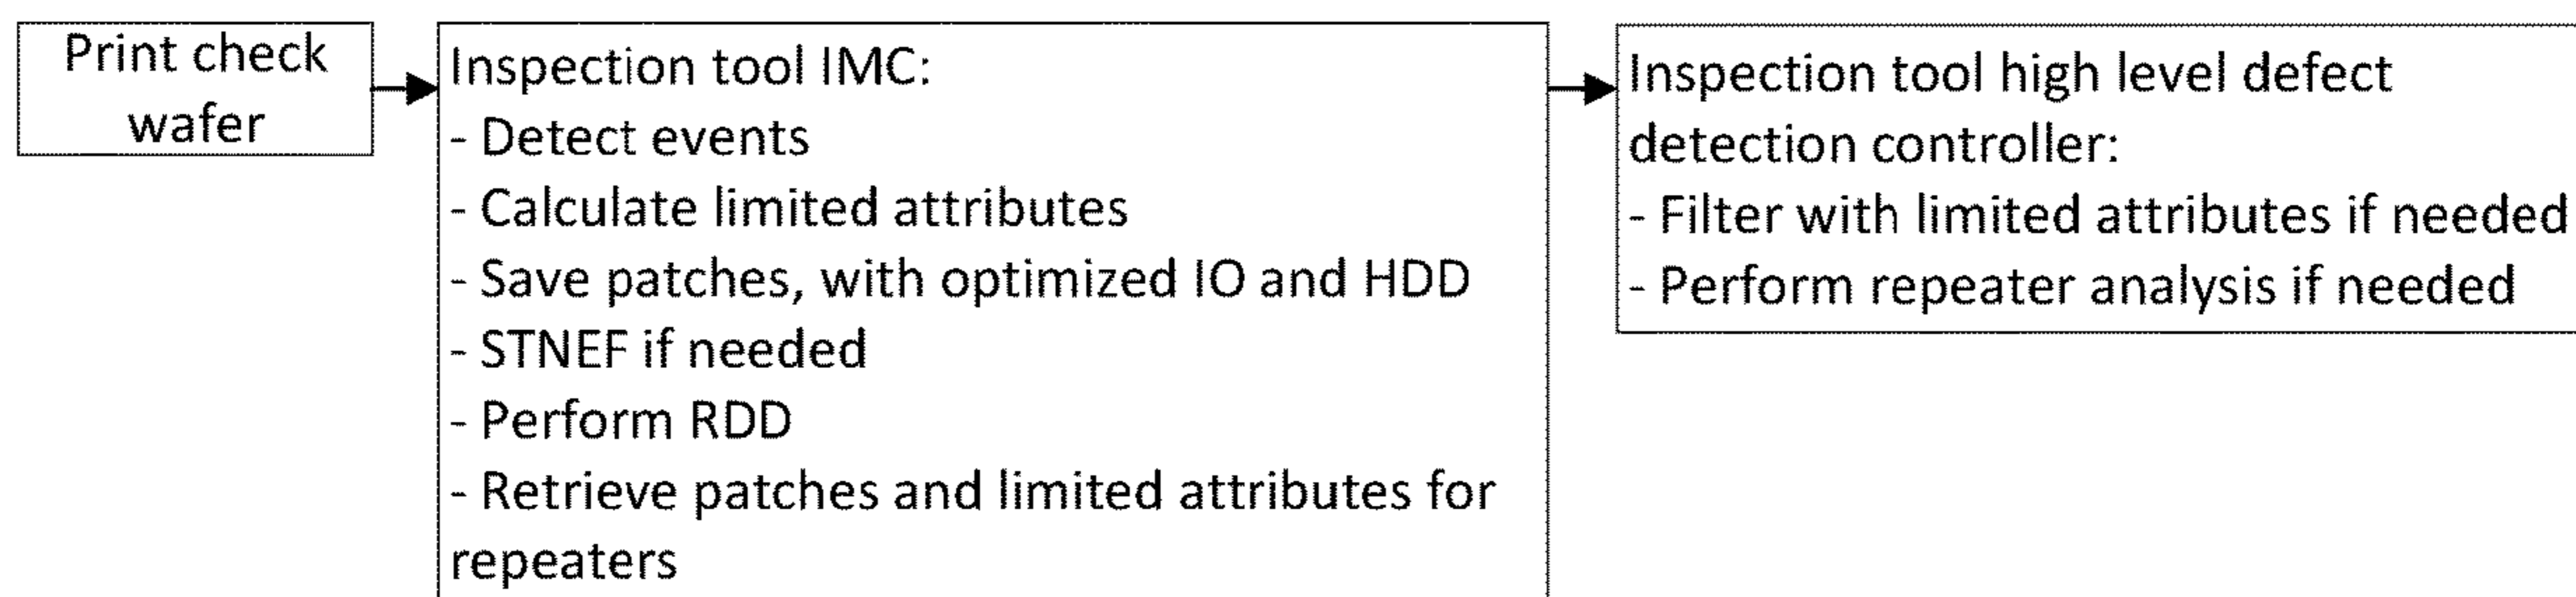 Print check
wafer
Inspection tool IMC:
- Detect events
- Calculate limited attributes
- Save patches, with optimized IO and HDD
- STNEF if needed
- Perform RDD
- Retrieve patches and limited attributes for
repeaters
Inspection tool high level defect
detection controller:
- Filter with limited attributes if needed
- Perform repeater analysis if needed